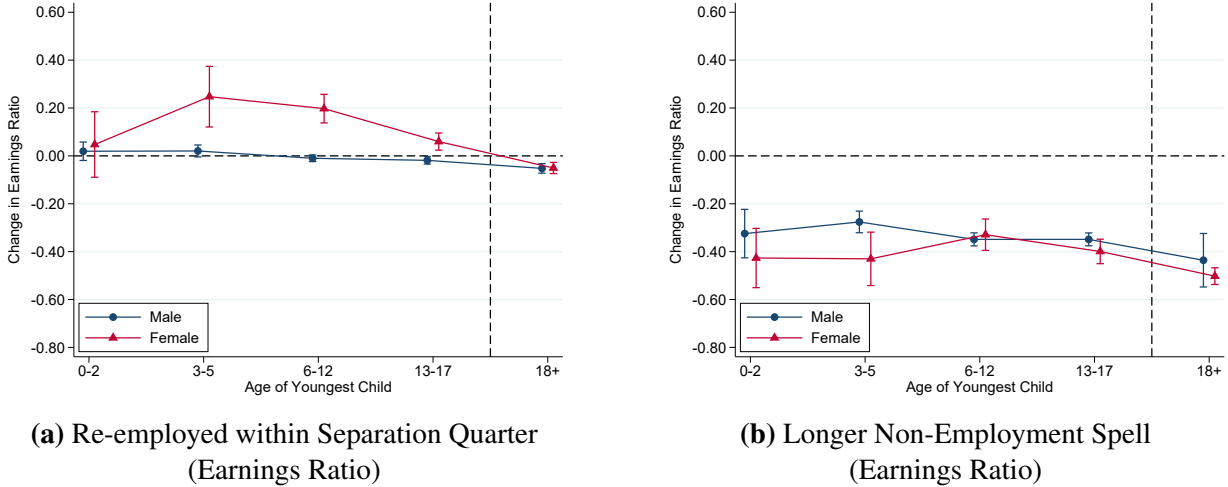 0.60
0.40
0.20
0.00
-0.20
-0.40
-0.60
-0.80
Change in Earnings Ratio
Male
Female
0-2
3-5
6-12
13-17
18+
Age of Youngest Child
(a) Re-employed within Separation Quarter
(Earnings Ratio)
0.60
0.40
0.20
0.00
-0.20
-0.40
-0.60
-0.80
Change in Earnings Ratio
Male
Female
0-2
3-5
6-12
13-17
18+
Age of Youngest Child
(b) Longer Non-Employment Spell
(Earnings Ratio)